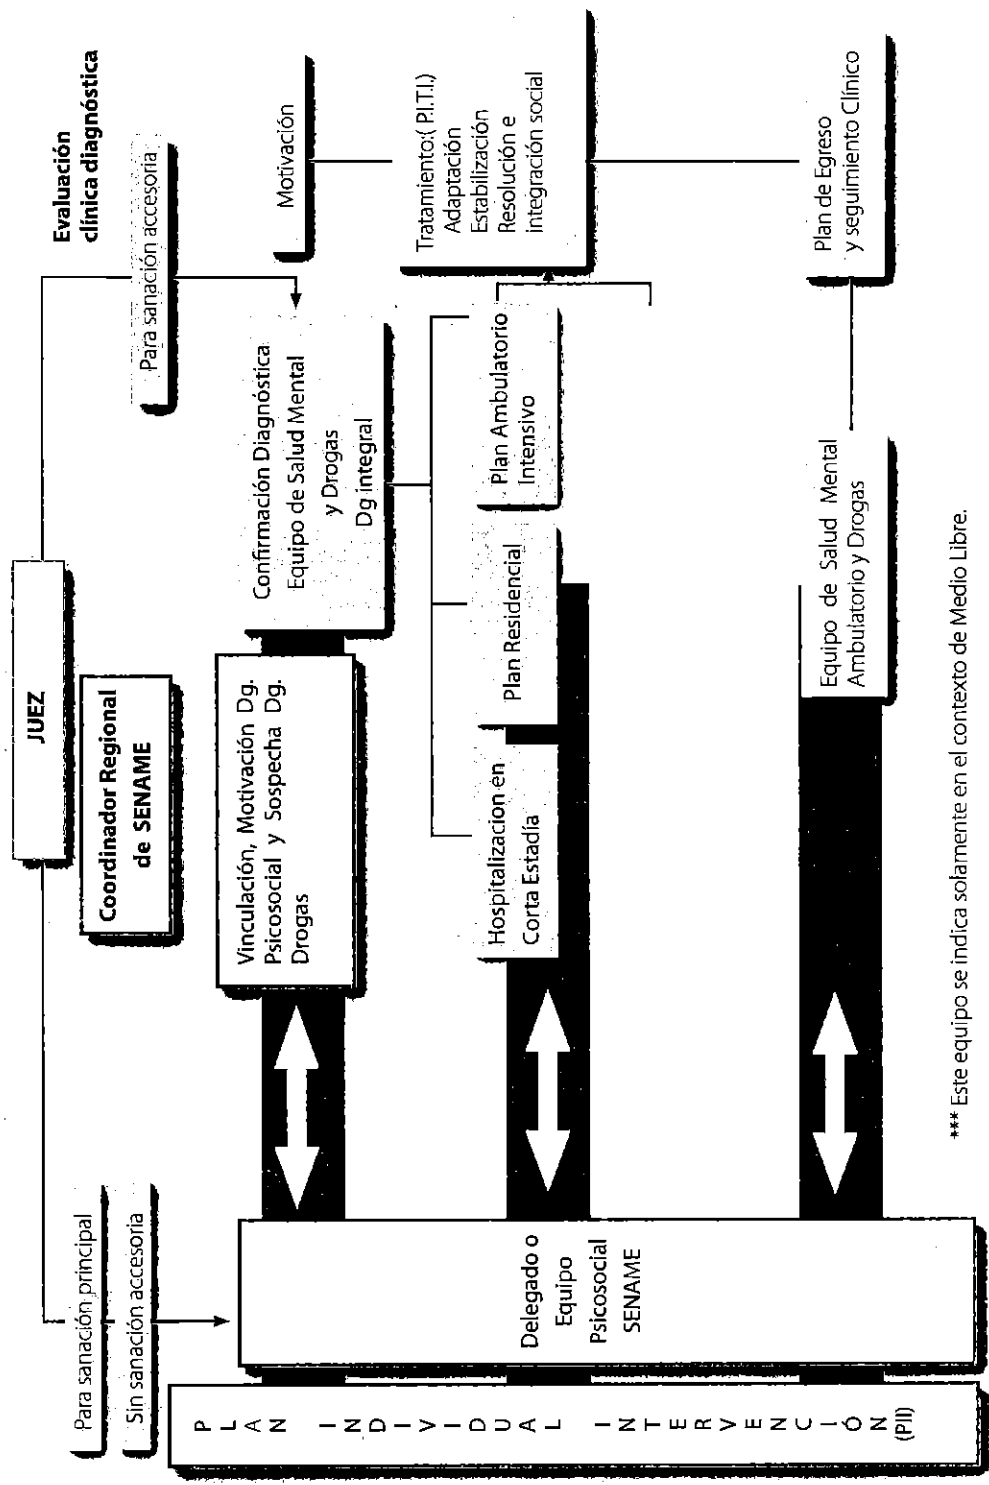 JUEZ
Coordinador Regional
de SENAME
Evaluación
clínica diagnóstica
Para sanación principal
Sin sanación accesoria
Para sanación accesoria
PLAN INDIVIDUAL INTERVENCIÓN
(PII)
Delegado o
Equipo
Psicosocial
SENAME
Vinculación, Motivación Dg.
Psicosocial y Sospecha Dg.
Drogas
Confirmación Diagnóstica
Equipo de Salud Mental
y Drogas
Dg integral
Motivación
Hospitalizacion en
Corta Estadía
Plan Residencial
Plan Ambulatorio
Intensivo
Tratamiento:( P.I.T.I.)
Adaptación
Estabilización
Resolución e
integración social
Equipo de Salud Mental
Ambulatorio y Drogas
Plan de Egreso
y seguimiento Clínico
*** Este equipo se indica solamente en el contexto de Medio Libre.